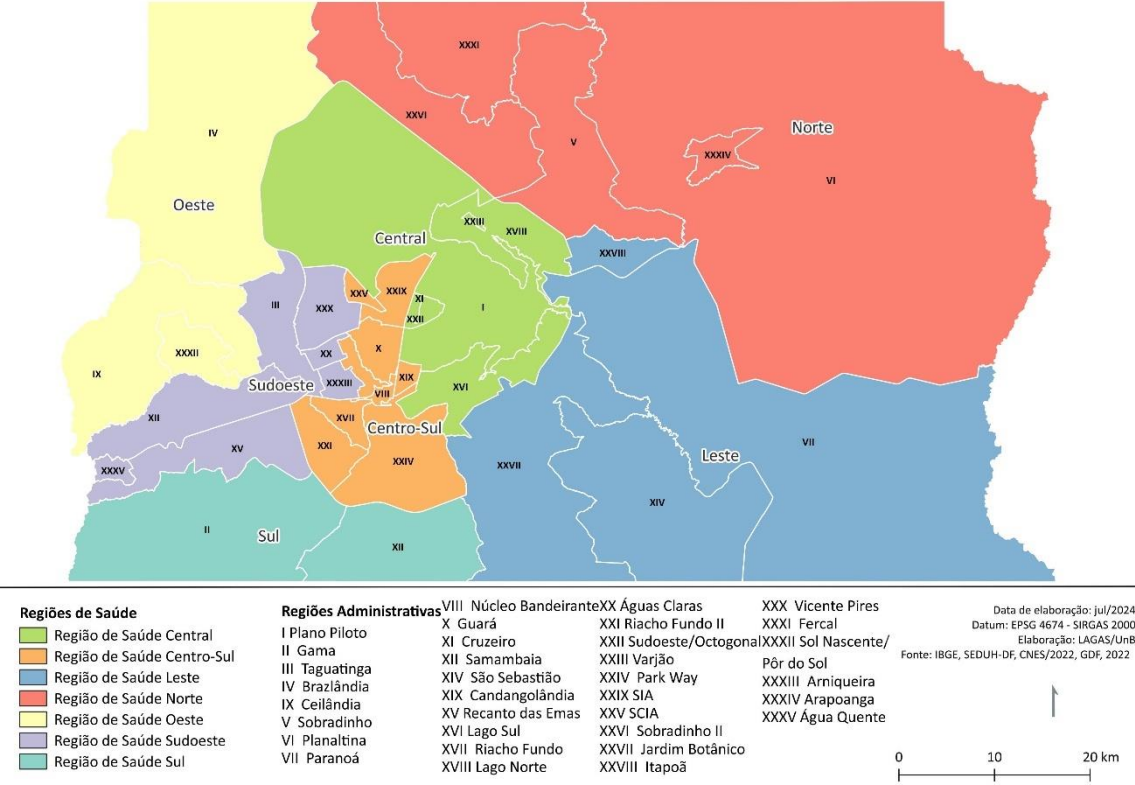 XXXI
XXVI
IV
V
Norte
XXXIV
VI
Oeste
XXIII
XVIII
Central
XXVIII
XXV
XXIX
XI
III
XXX
XXII
I
X
XX
XXXII
IX
XXXIII
XIX
Sudoeste
VIII
XVI
XII
XVII
Centro-Sul
XXI
XV
VII
Leste
XXIV
XXVII
XXXV
XIV
II
Sul
XII
Regiões de Saúde
Região de Saúde Central
Região de Saúde Centro-Sul
Região de Saúde Leste
Região de Saúde Norte
Região de Saúde Oeste
Região de Saúde Sudoeste
Região de Saúde Sul
Regiões Administrativas
I Plano Piloto
II Gama
III Taguatinga
IV Brazlândia
IX Ceilândia
V Sobradinho
VI Planaltina
VII Paranoá
VIII Núcleo Bandeirante
X Guará
XI Cruzeiro
XII Samambaia
XIV São Sebastião
XIX Candangolândia
XV Recanto das Emas
XVI Lago Sul
XVII Riacho Fundo
XVIII Lago Norte
XX Águas Claras
XXI Riacho Fundo II
XXII Sudoeste/Octogonal
XXIII Varjão
XXIV Park Way
XXIX SIA
XXV SCIA
XXVI Sobradinho II
XXVII Jardim Botânico
XXVIII Itapoã
XXX Vicente Pires
XXXI Fercal
XXXII Sol Nascente/
Pôr do Sol
XXXIII Arniqueira
XXXIV Arapoanga
XXXV Água Quente
Data de elaboração: jul/2024
Datum: EPSG 4674 - SIRGAS 2000
Elaboração: LAGAS/UnB
Fonte: IBGE, SEDUH-DF, CNES/2022, GDF, 2022
0 10 20 km